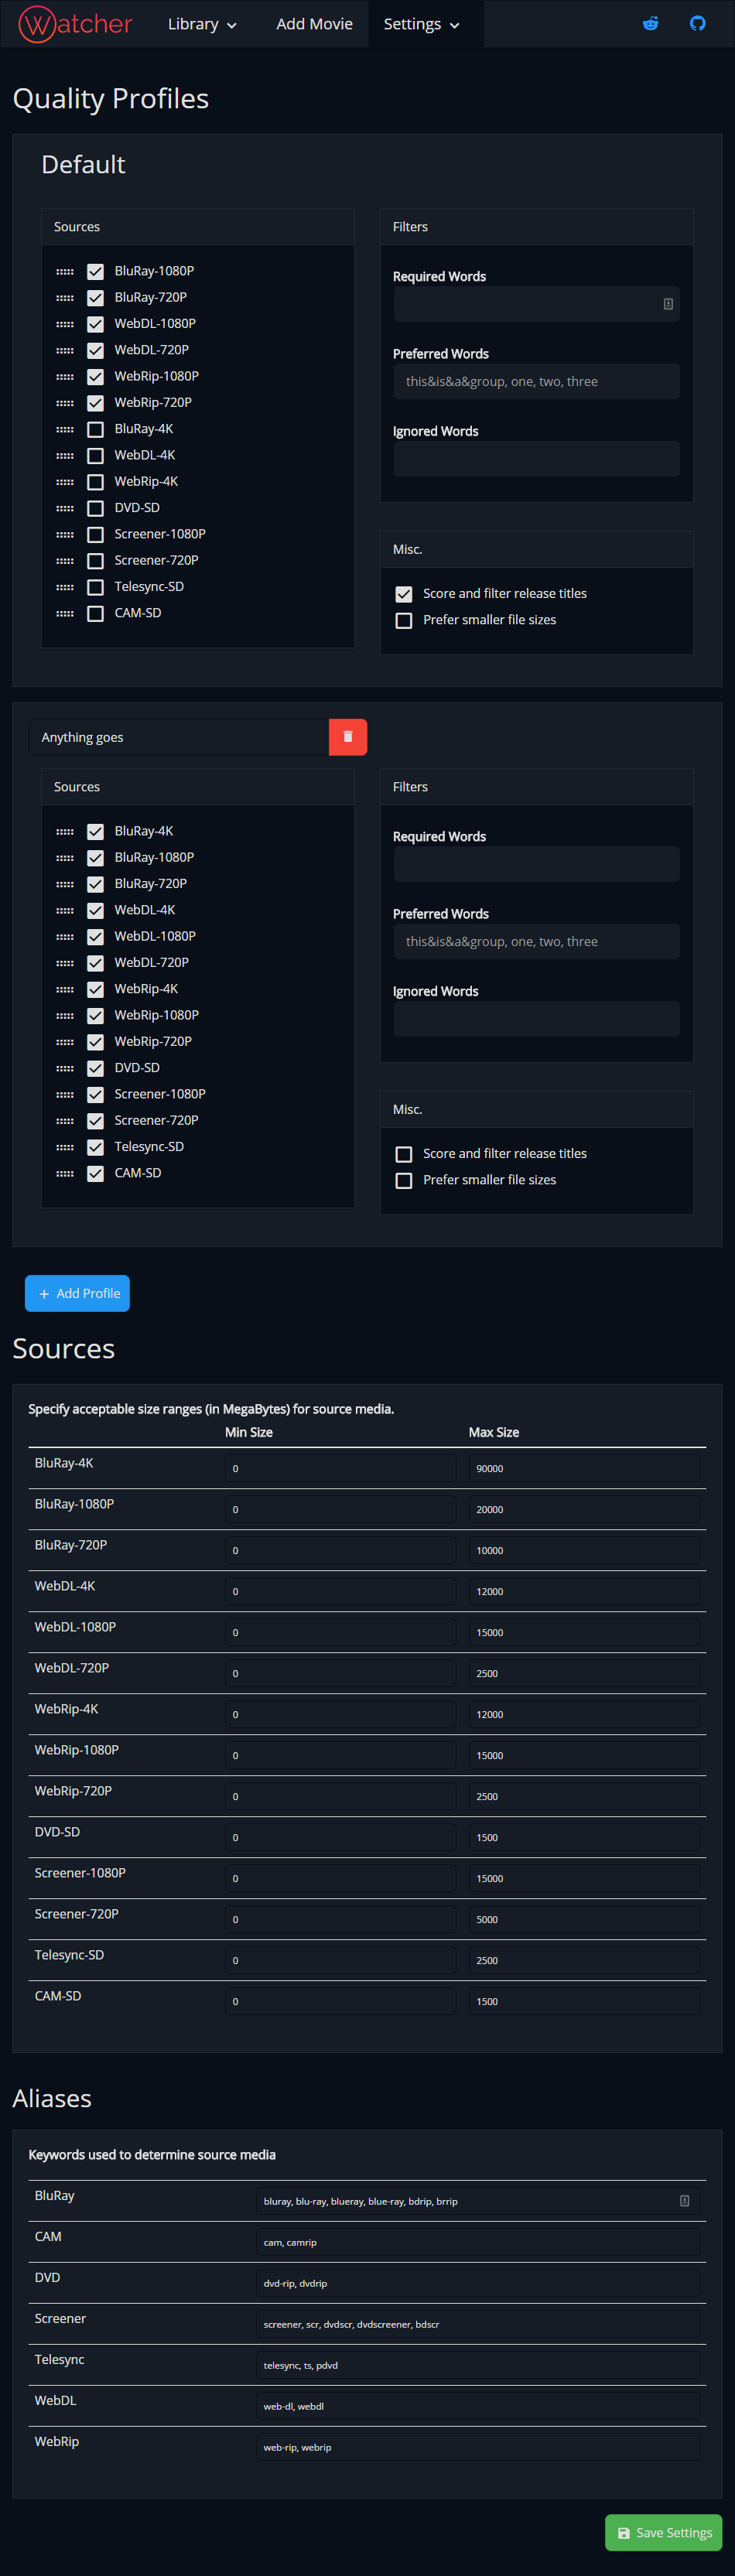 Watcher
Library
Add Movie
Settings
Quality Profiles
Default
Sources
BluRay-1080P
BluRay-720P
WebDL-1080P
WebDL-720P
WebRip-1080P
WebRip-720P
BluRay-4K
WebDL-4K
WebRip-4K
DVD-SD
Screener-1080P
Screener-720P
Telesync-SD
CAM-SD
Filters
Required Words
Preferred Words
this&is&a&group, one, two, three
Ignored Words
Misc.
Score and filter release titles
Prefer smaller file sizes
Anything goes
Sources
BluRay-4K
BluRay-1080P
BluRay-720P
WebDL-4K
WebDL-1080P
WebDL-720P
WebRip-4K
WebRip-1080P
WebRip-720P
DVD-SD
Screener-1080P
Screener-720P
Telesync-SD
CAM-SD
Filters
Required Words
Preferred Words
this&is&a&group, one, two, three
Ignored Words
Misc.
Score and filter release titles
Prefer smaller file sizes
+ Add Profile
Sources
Specify acceptable size ranges (in MegaBytes) for source media.
Min Size Max Size
BluRay-4K 0 90000
BluRay-1080P 0 20000
BluRay-720P 0 10000
WebDL-4K 0 12000
WebDL-1080P 0 15000
WebDL-720P 0 2500
WebRip-4K 0 12000
WebRip-1080P 0 15000
WebRip-720P 0 2500
DVD-SD 0 1500
Screener-1080P 0 15000
Screener-720P 0 5000
Telesync-SD 0 2500
CAM-SD 0 1500
Aliases
Keywords used to determine source media
BluRay bluray, blu-ray, blueray, blue-ray, bdrip, brrip
CAM cam, camrip
DVD dvd-rip, dvdrip
Screener screener, scr, dvdscr, dvdscreener, bdscr
Telesync telesync, ts, pdvd
WebDL web-dl, webdl
WebRip web-rip, webrip
Save Settings